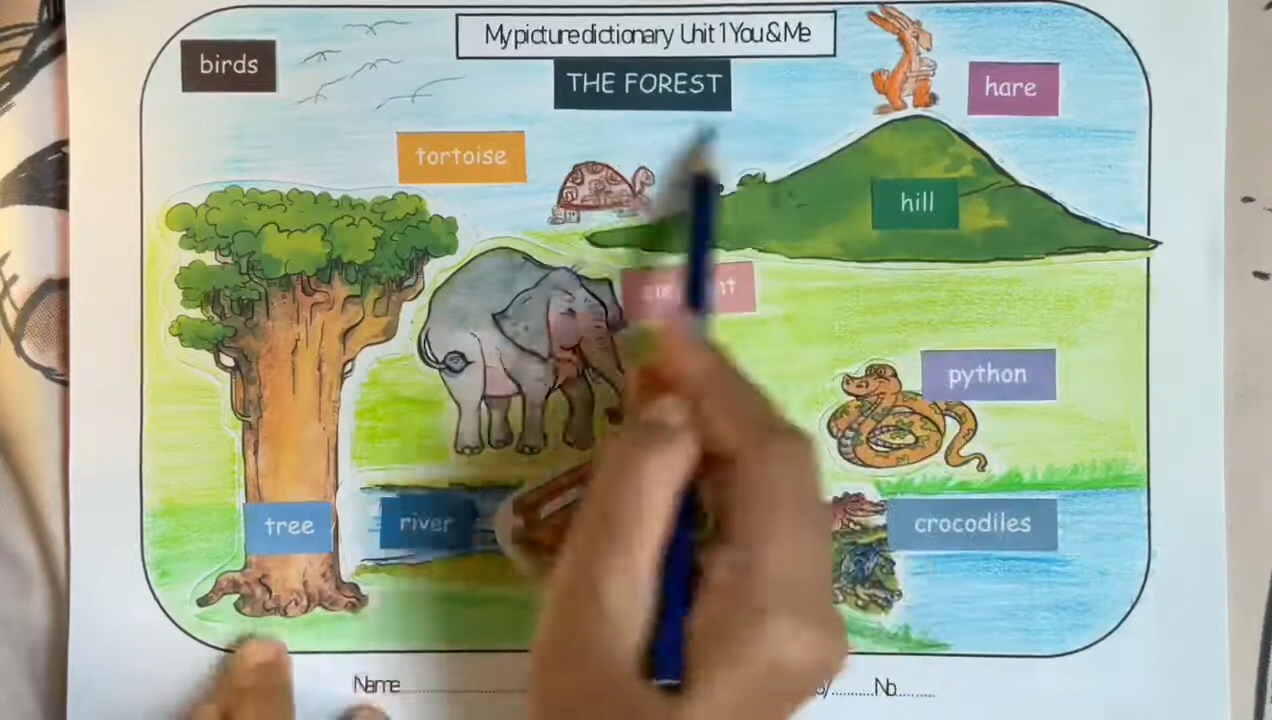 My picture dictionary Unit 1 You & Me
birds
THE FOREST
hare
tortoise
hill
python
tree
river
crocodiles
Name
No